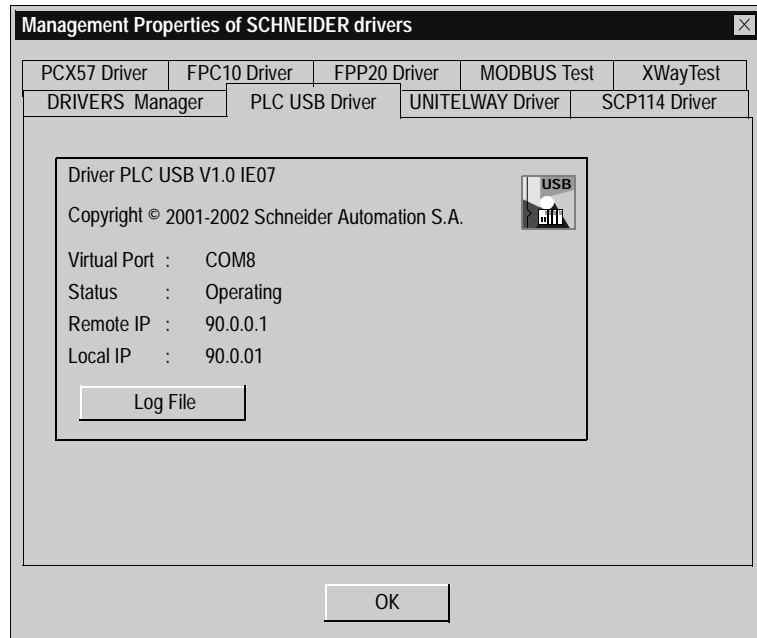 Management Properties of SCHNEIDER drivers
PCX57 Driver FPC10 Driver FPP20 Driver MODBUS Test XWayTest
DRIVERS Manager PLC USB Driver UNITELWAY Driver SCP114 Driver
Driver PLC USB V1.0 IE07
USB
Copyright © 2001-2002 Schneider Automation S.A.
Virtual Port : COM8
Status : Operating
Remote IP : 90.0.0.1
Local IP : 90.0.01
Log File
OK